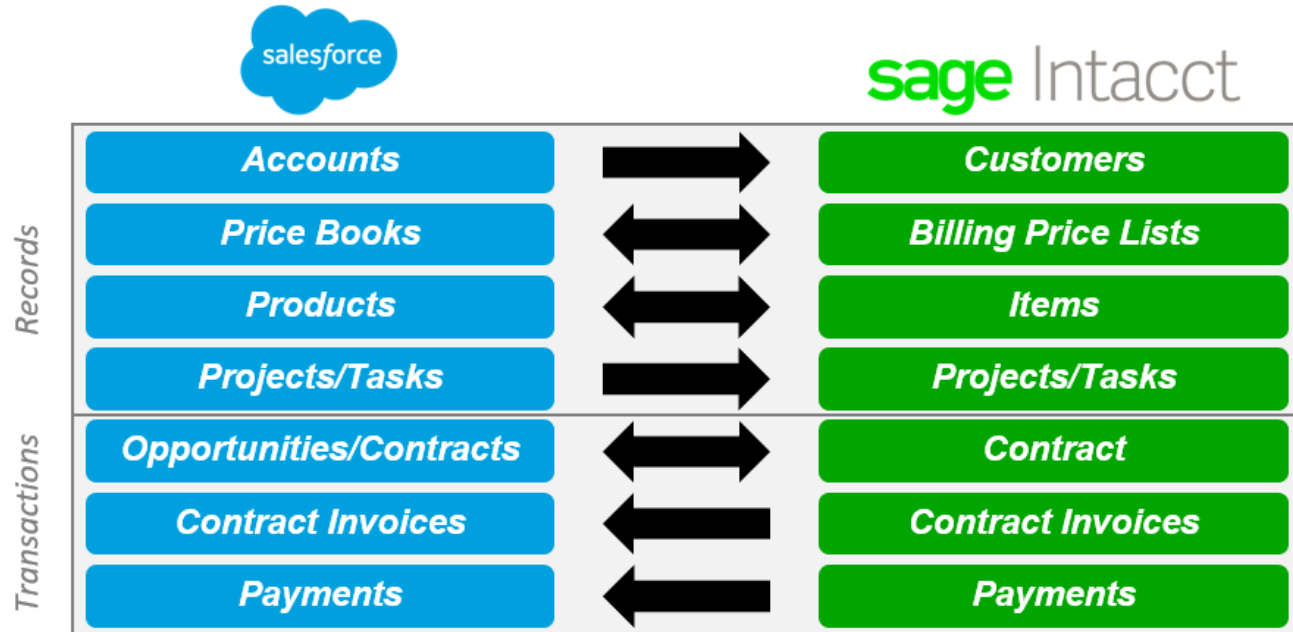 salesforce
sage Intacct
Records
Accounts
Customers
Price Books
Billing Price Lists
Products
Items
Projects/Tasks
Projects/Tasks
Transactions
Opportunities/Contracts
Contract
Contract Invoices
Contract Invoices
Payments
Payments